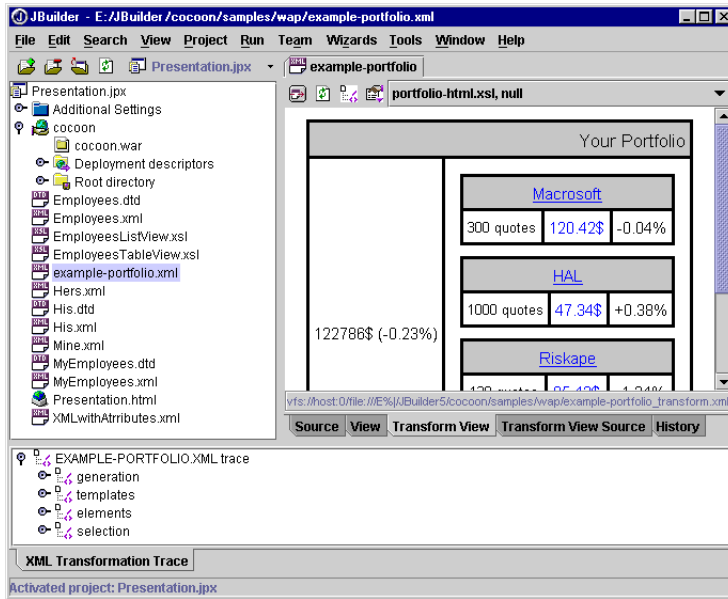 JBuilder - E:/JBuilder/cocoon/samples/wap/example-portfolio.xml
File Edit Search View Project Run Team Wizards Tools Window Help
Presentation.jpx
example-portfolio
Presentation.jpx
Additional Settings
cocoon
cocoon.war
Deployment descriptors
Root directory
Employees.dtd
Employees.xml
EmployeesListView.xsl
EmployeesTableView.xsl
example-portfolio.xml
Hers.xml
His.dtd
His.xml
Mine.xml
MyEmployees.dtd
MyEmployees.xml
Presentation.html
XMLwithAtrributes.xml
portfolio-html.xsl, null
Your Portfolio
122786$ (-0.23%)
Macrosoft
300 quotes 120.42$ -0.04%
HAL
1000 quotes 47.34$ +0.38%
Riskape
vfs://host:0/file:///E%|/JBuilder5/cocoon/samples/wap/example-portfolio_transform.xml
Source View Transform View Transform View Source History
EXAMPLE-PORTFOLIO.XML trace
generation
templates
elements
selection
XML Transformation Trace
Activated project: Presentation.jpx